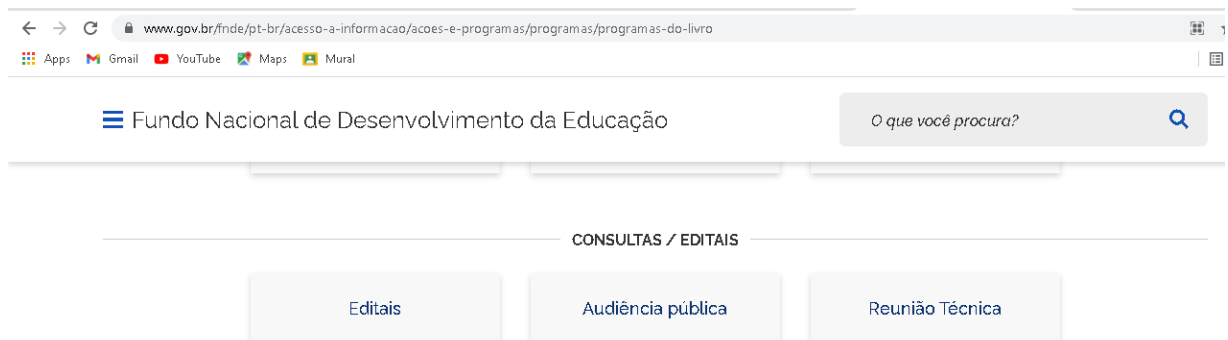 www.gov.br/fnde/pt-br/acesso-a-informacao/acoes-e-programas/programas/programas-do-livro
Apps Gmail YouTube Maps Mural
Fundo Nacional de Desenvolvimento da Educação
O que você procura?
CONSULTAS / EDITAIS
Editais
Audiência pública
Reunião Técnica